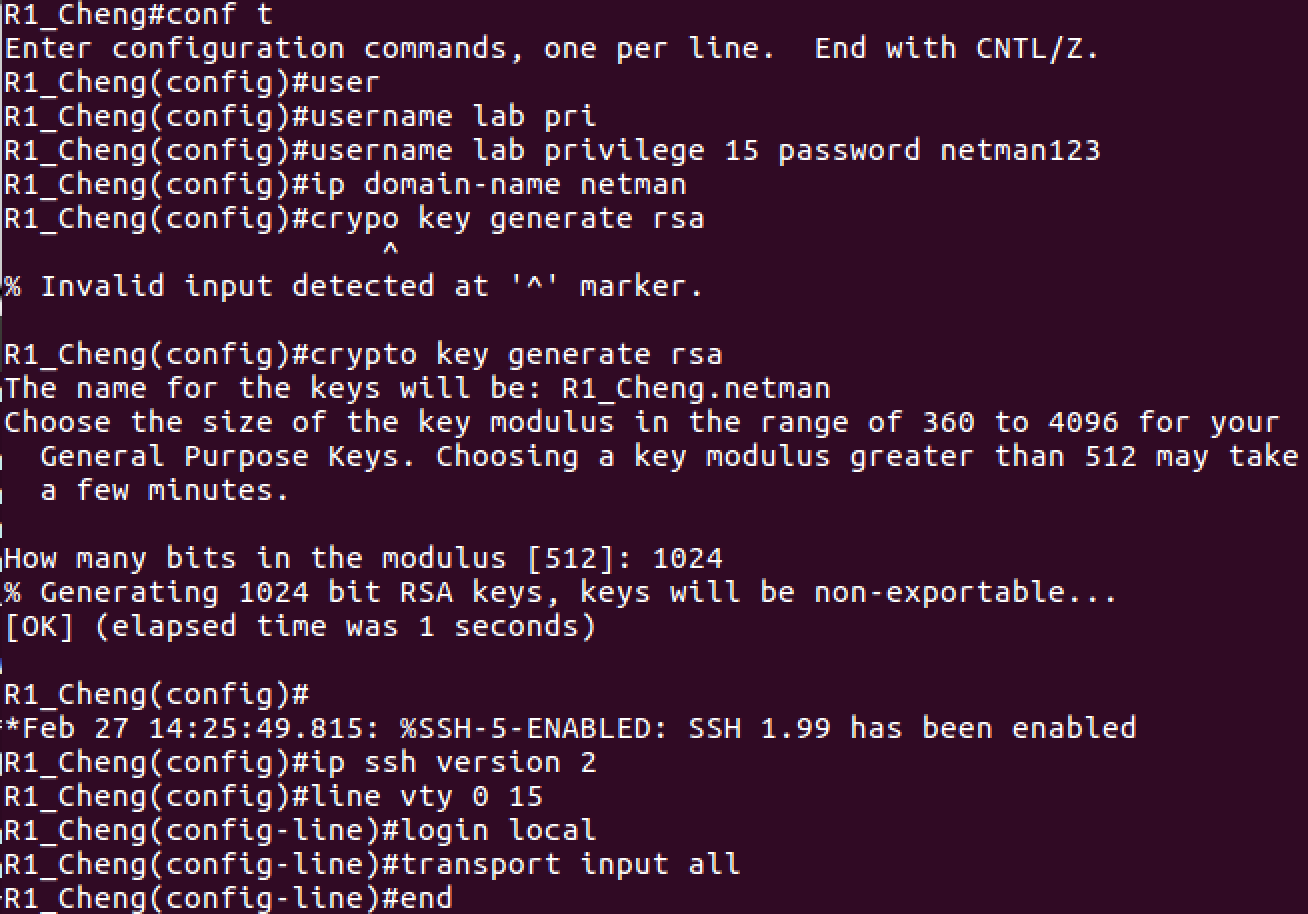 R1_Cheng#conf t
Enter configuration commands, one per line.  End with CNTL/Z.
R1_Cheng(config)#user
R1_Cheng(config)#username lab pri
R1_Cheng(config)#username lab privilege 15 password netman123
R1_Cheng(config)#ip domain-name netman
R1_Cheng(config)#crypo key generate rsa
                     ^
% Invalid input detected at '^' marker.

R1_Cheng(config)#crypto key generate rsa
The name for the keys will be: R1_Cheng.netman
Choose the size of the key modulus in the range of 360 to 4096 for your
  General Purpose Keys. Choosing a key modulus greater than 512 may take
  a few minutes.

How many bits in the modulus [512]: 1024
% Generating 1024 bit RSA keys, keys will be non-exportable...
[OK] (elapsed time was 1 seconds)

R1_Cheng(config)#
*Feb 27 14:25:49.815: %SSH-5-ENABLED: SSH 1.99 has been enabled
R1_Cheng(config)#ip ssh version 2
R1_Cheng(config)#line vty 0 15
R1_Cheng(config-line)#login local
R1_Cheng(config-line)#transport input all
R1_Cheng(config-line)#end